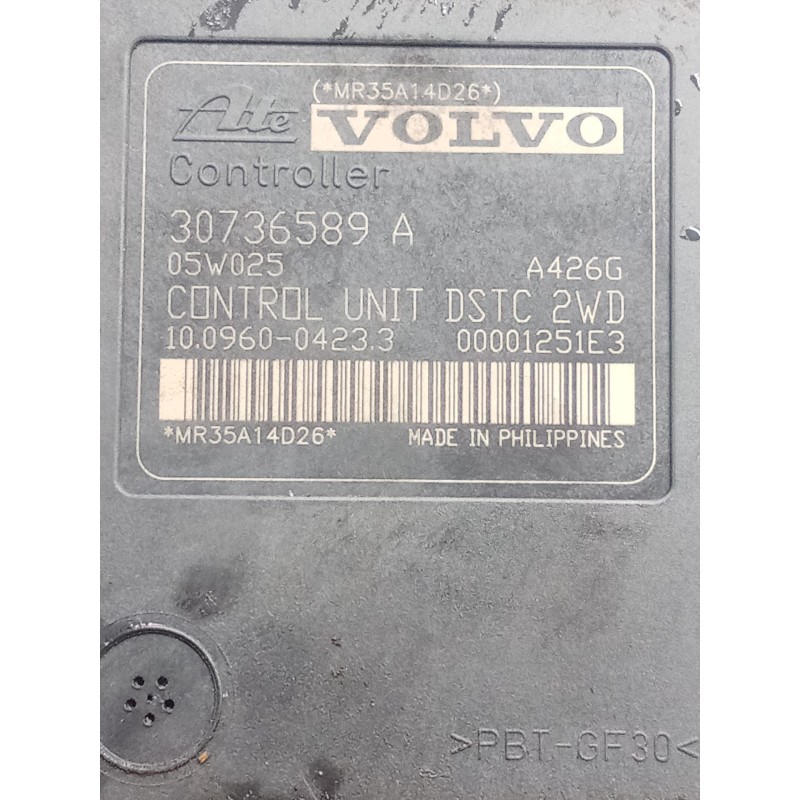 (*MR35A14D26*)
Ate VOLVO
Controller
30736589 A
05W025 A426G
CONTROL UNIT DSTC 2WD
10.0960-0423.3 00001251E3
*MR35A14D26* MADE IN PHILIPPINES
>PBT-GF30<